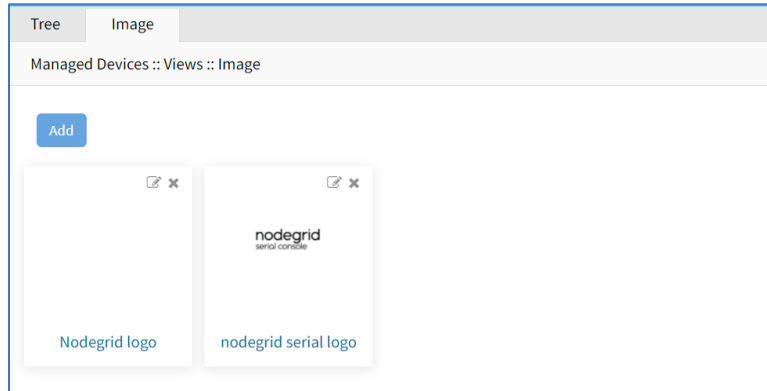 Tree Image
Managed Devices :: Views :: Image
Add
nodegrid
serial console
Nodegrid logo nodegrid serial logo